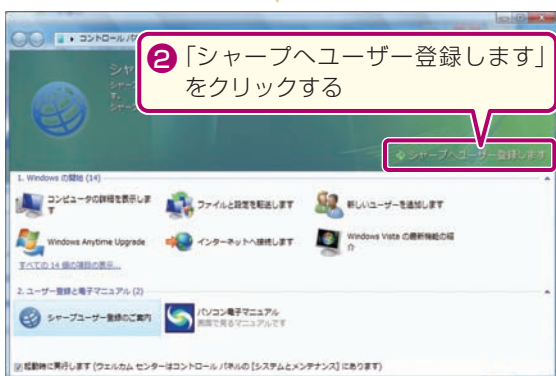 コントロール パ
❷「シャープへユーザー登録します」
をクリックする
シャープへユーザー登録します
1. Windows の開始 (14)
コンピュータの詳細を表示しま
す
ファイルと設定を転送します
新しいユーザーを追加します
Windows Anytime Upgrade
インターネットへ接続します
Windows Vista の最新機能の紹
介
すべての 14 個の項目の表示...
2. ユーザー登録と電子マニュアル (2)
シャープユーザー登録のご案内
パソコン電子マニュアル
画面で見るマニュアルです
起動時に実行します (ウェルカム センターはコントロール パネルの [システムとメンテナンス] にあります)